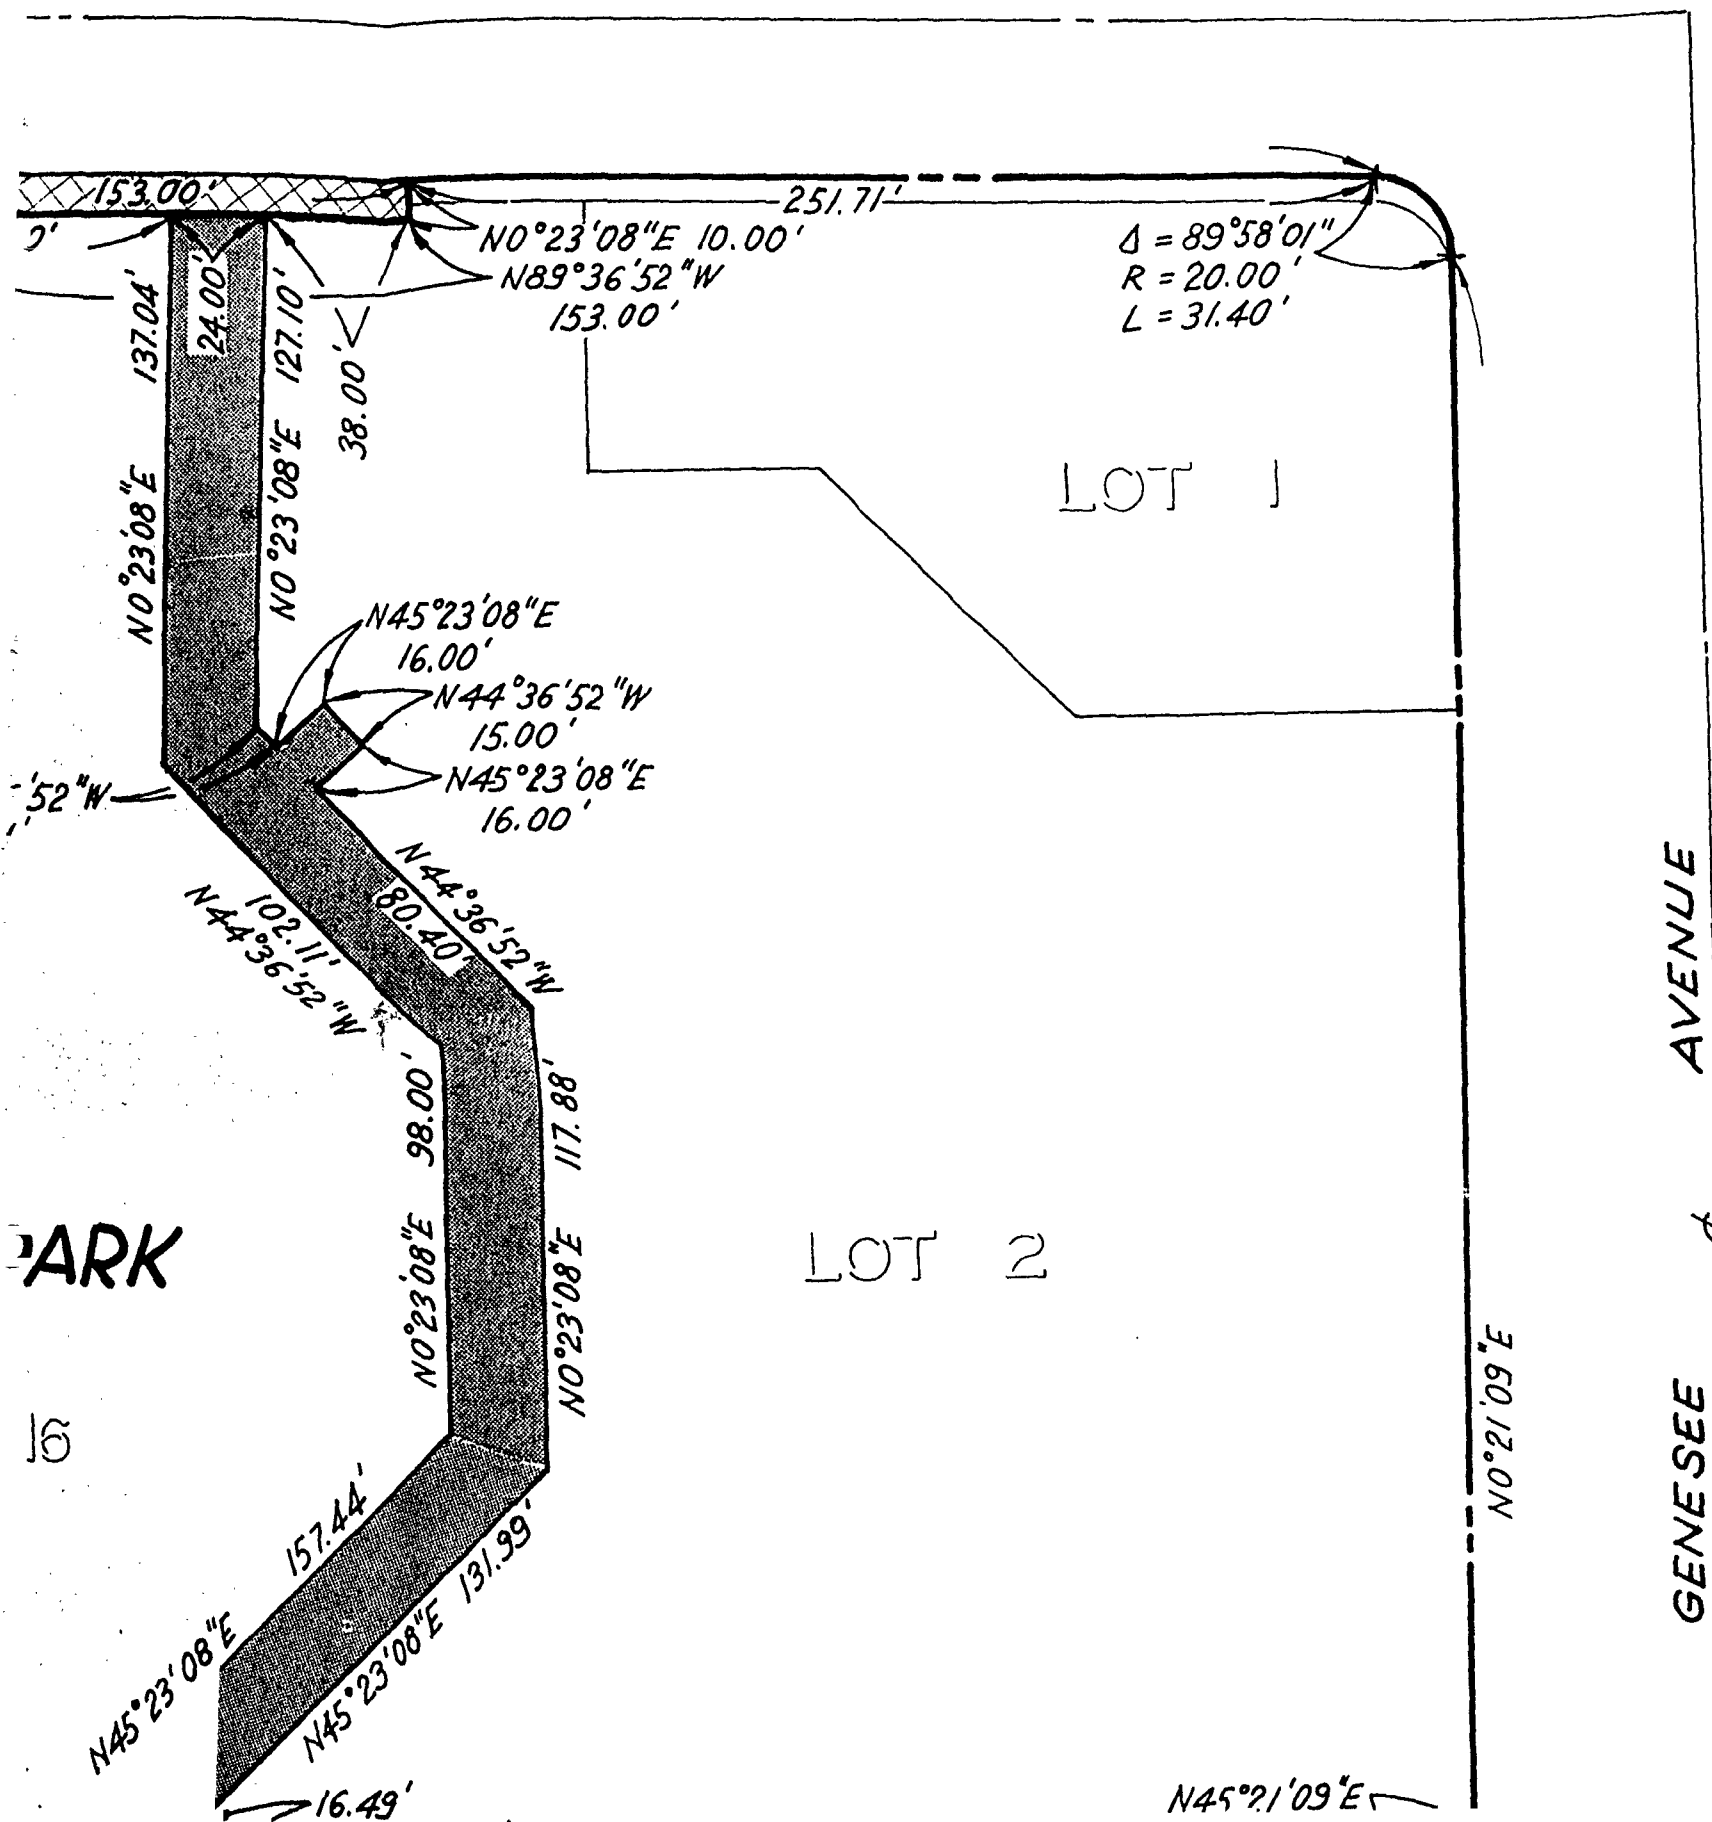 153.00'
251.71'
N0°23'08"E 10.00'
N89°36'52"W
153.00'
Δ = 89°58'01"
R = 20.00'
L = 31.40'
137.04'
24.00'
127.10'
38.00'
N0°23'08"E
N0°23'08"E
LOT 1
N45°23'08"E
16.00'
N44°36'52"W
15.00'
N45°23'08"E
16.00'
'52"W
N44°36'52"W
80.40'
102.11'
N44°36'52"W
98.00'
117.88'
N0°23'08"E
N0°23'08"E
ARK
LOT 2
16
AVENUE
GENESEE
N0°21'09"E
157.44'
131.99'
N45°23'08"E
N45°23'08"E
16.49'
N45°21'09"E